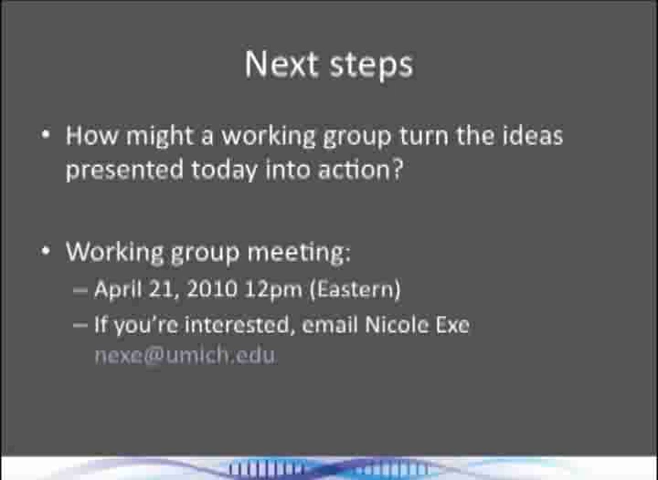 Next steps
• How might a working group turn the ideas
presented today into action?
• Working group meeting:
– April 21, 2010 12pm (Eastern)
– If you're interested, email Nicole Exe
nexe@umich.edu